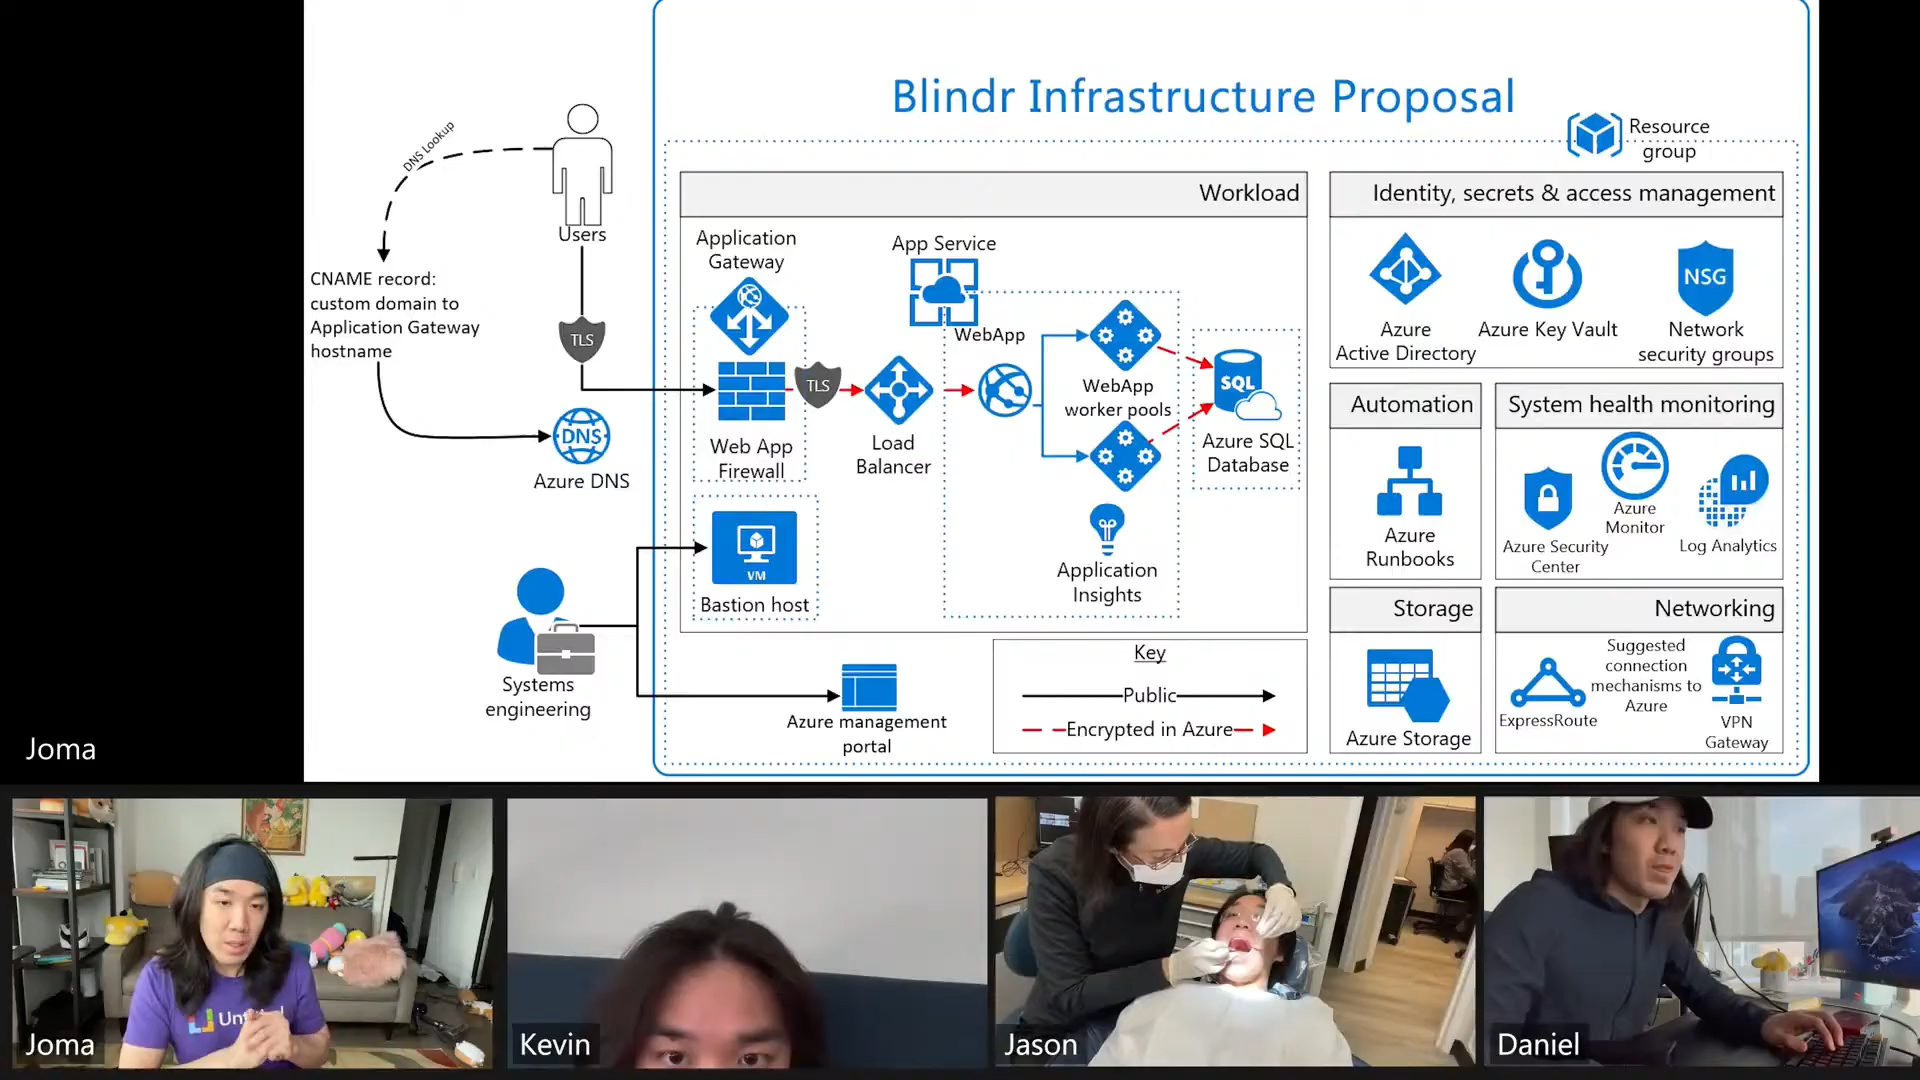 Blindr Infrastructure Proposal
Resource
group
DNS Lookup
Users
CNAME record:
custom domain to
Application Gateway
hostname
TLS
DNS
Azure DNS
Systems
engineering
Workload
Application
Gateway
Web App
Firewall
TLS
Load
Balancer
App Service
WebApp
WebApp
worker pools
SQL
Azure SQL
Database
Application
Insights
VM
Bastion host
Azure management
portal
Key
Public
Encrypted in Azure
Identity, secrets & access management
Azure
Active Directory
Azure Key Vault
NSG
Network
security groups
Automation
Azure
Runbooks
System health monitoring
Azure Security
Center
Azure
Monitor
Log Analytics
Storage
Azure Storage
Networking
ExpressRoute
Suggested
connection
mechanisms to
Azure
VPN
Gateway
Joma
Joma
Kevin
Jason
Daniel